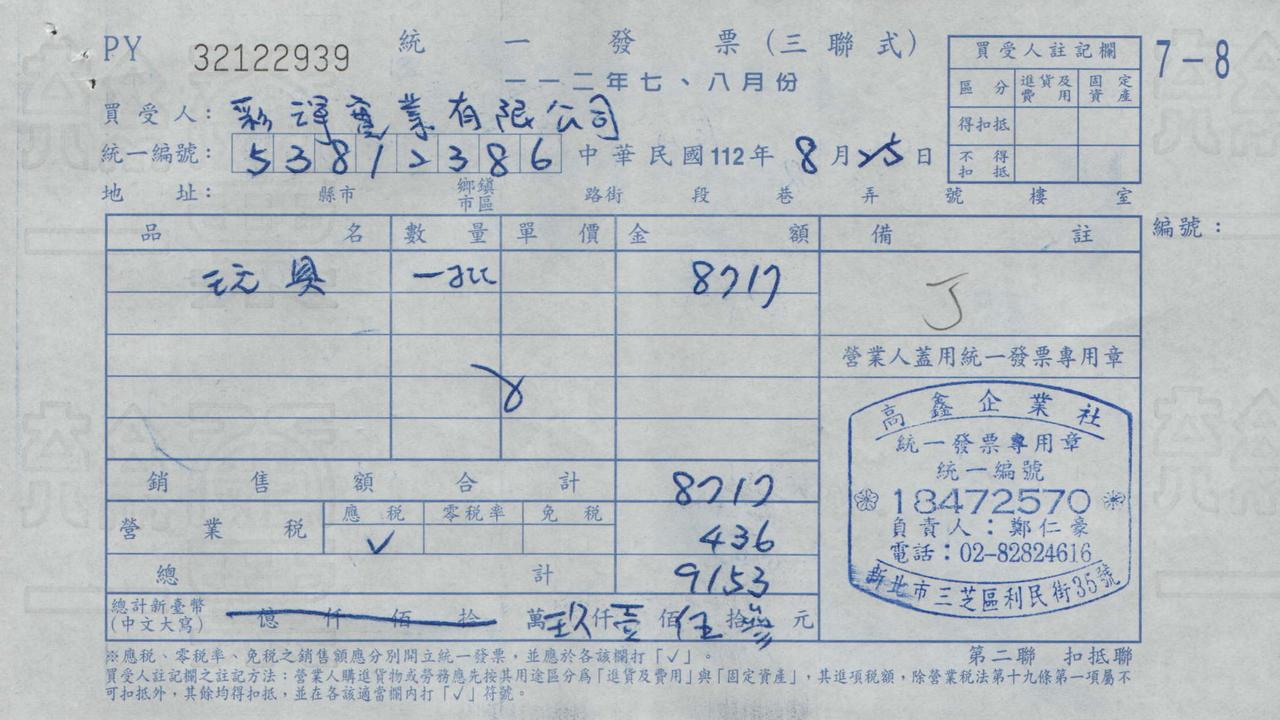 PY 32122939 統一發票(三聯式)
一一二年七、八月份
7-8
買受人註記欄
區分 進貨及費用 固定資產
得扣抵
不得扣抵
買受人:彩洋實業有限公司
統一編號:53812386 中華民國112年8月25日
地址: 縣市 鄉鎮市區 路街 段 巷 弄 號 樓 室
品名 數量 單價 金額 備註 編號:
玩具 一批 8717
J
營業人蓋用統一發票專用章
高鑫企業社
統一發票專用章
統一編號
18472570
負責人:鄭仁豪
電話:02-82824616
新北市三芝區利民街35號
銷售額合計 8717
營業稅 應稅 零稅率 免稅 436
✓
總計 9153
總計新臺幣(中文大寫) 億仟佰拾萬玖仟壹佰伍拾參元
※應稅、零稅率、免稅之銷售額應分別開立統一發票,並應於各該欄打「✓」。
第二聯 扣抵聯
買受人註記欄之註記方法:營業人購進貨物或勞務應先按其用途區分為「進貨及費用」與「固定資產」,其進項稅額,除營業稅法第十九條第一項屬不
可扣抵外,其餘均得扣抵,並在各該適當欄內打「✓」符號。